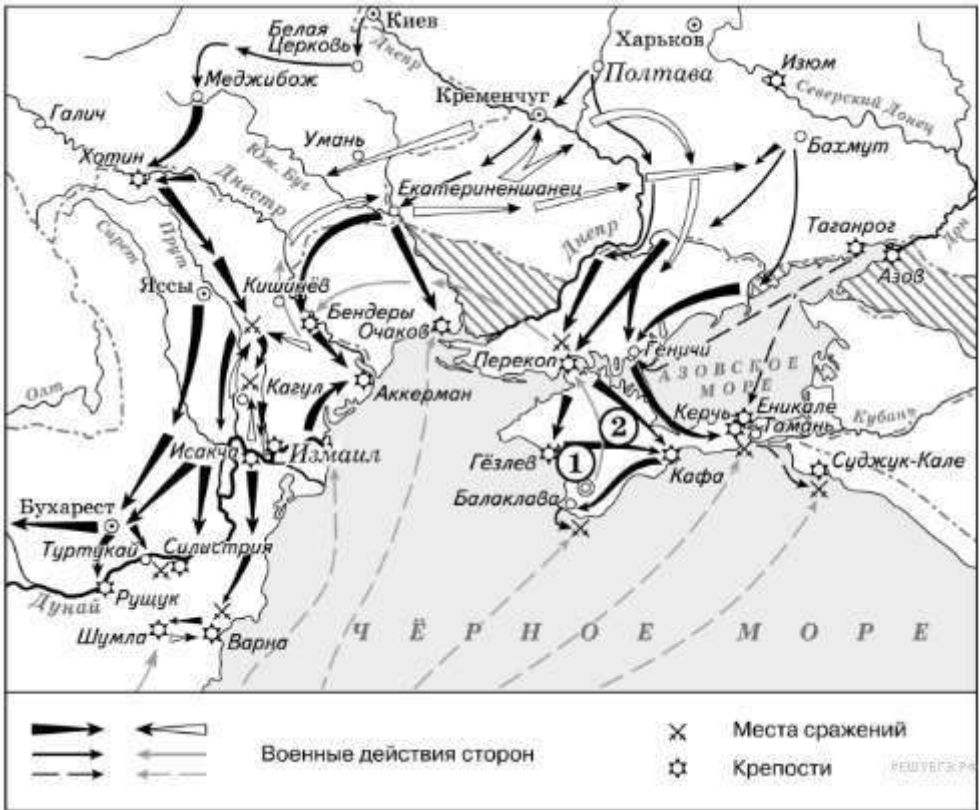 Киев
Белая
Церковь
Днепр
Харьков
Меджибож
Полтава
Изюм
Кременчуг
Северский Донец
Галич
Умань
Бахмут
Хотин
Юж. Буг
Днестр
Екатериненшанец
Таганрог
Дон
Сирет
Прут
Днепр
Азов
Яссы
Кишинёв
Бендеры
Очаков
Перекоп
Геничи
АЗОВСКОЕ
МОРЕ
Олт
Кагул
Аккерман
Керчь
Еникале
Кубань
Тамань
2
Исакча
Измаил
Гёзлев
1
Кафа
Суджук-Кале
Балаклава
Бухарест
Туртукай
Силистрия
Дунай
Рущук
Шумла
Варна
ЧЁРНОЕ МОРЕ
Военные действия сторон
Места сражений
Крепости
РЕШУЕГЭ.РФ